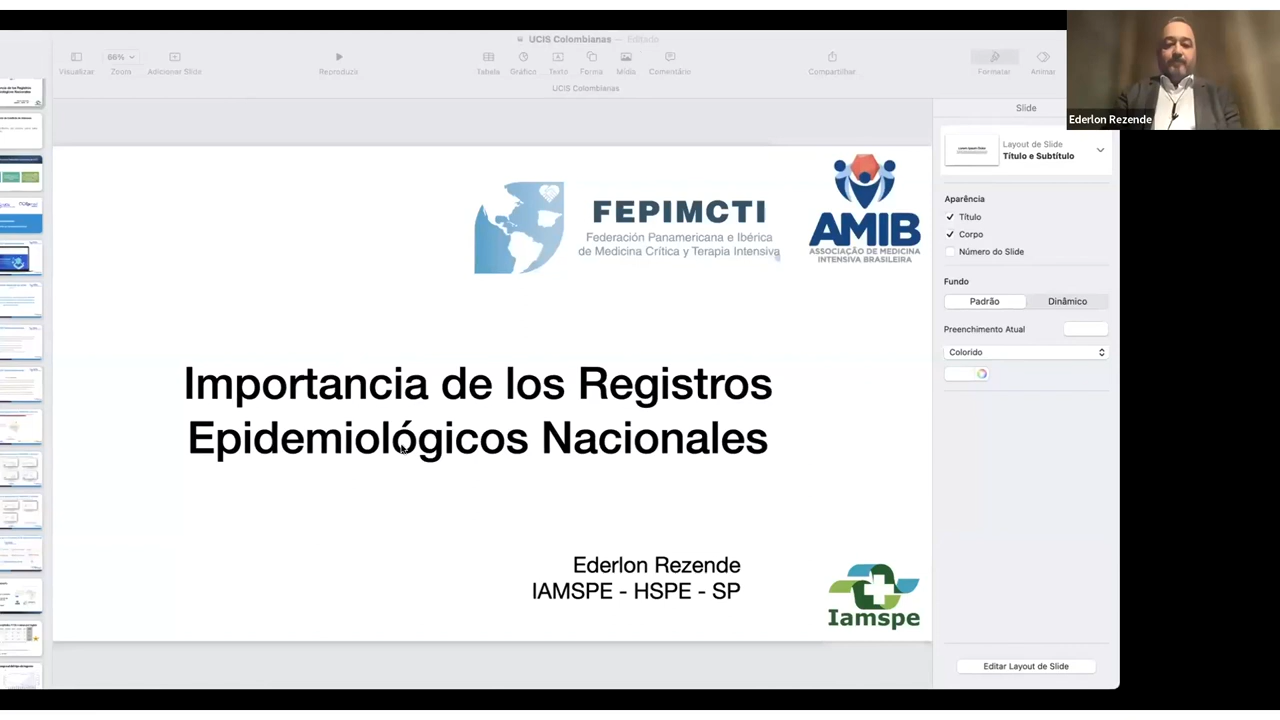 UCIS Colombianas — Editado
66%
Visualizar
Zoom
Adicionar Slide
Reproduzir
Tabela
Gráfico
Texto
Forma
Mídia
Comentário
Compartilhar
Formatar
Animar
UCIS Colombianas
Ederlon Rezende
Slide
Layout de Slide
Título e Subtítulo
Aparência
Título
Corpo
Número do Slide
Fundo
Padrão
Dinâmico
Preenchimento Atual
Colorido
Editar Layout de Slide
FEPIMCTI
Federación Panamericana e Ibérica
de Medicina Crítica y Terapia Intensiva
AMIB
ASSOCIAÇÃO DE MEDICINA
INTENSIVA BRASILEIRA
Importancia de los Registros
Epidemiológicos Nacionales
Ederlon Rezende
IAMSPE - HSPE - SP
Iamspe